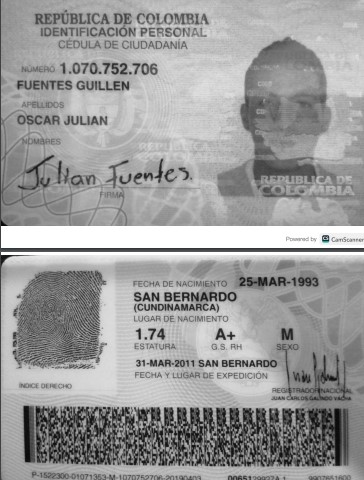 REPÚBLICA DE COLOMBIA
IDENTIFICACIÓN PERSONAL
CÉDULA DE CIUDADANÍA
NÚMERO 1.070.752.706
FUENTES GUILLEN
APELLIDOS
OSCAR JULIAN
NOMBRES
Julian Fuentes.
FIRMA
REPÚBLICA DE
COLOMBIA
Powered by CS CamScanner
FECHA DE NACIMIENTO 25-MAR-1993
SAN BERNARDO
(CUNDINAMARCA)
LUGAR DE NACIMIENTO
1.74 A+ M
ESTATURA G.S. RH SEXO
31-MAR-2011 SAN BERNARDO
FECHA Y LUGAR DE EXPEDICIÓN
ÍNDICE DERECHO
REGISTRADOR NACIONAL
JUAN CARLOS GALINDO VACHA
P-1522300-01071353-M-1070752706-20190403